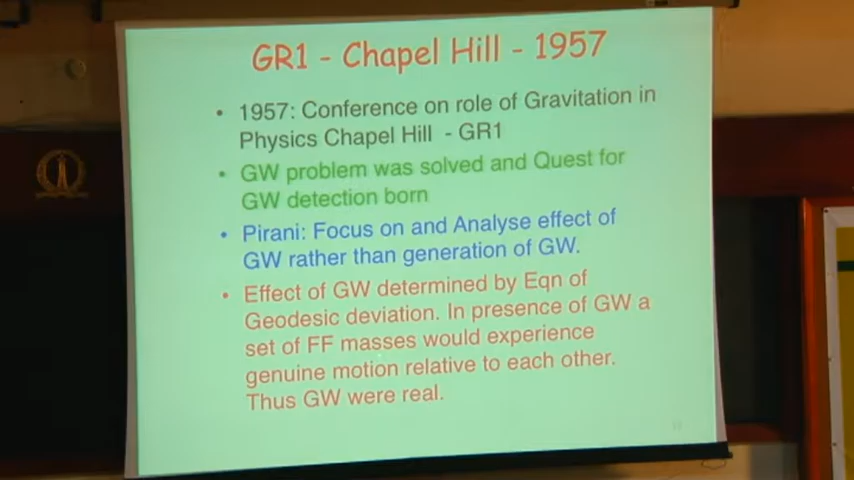 GR1 - Chapel Hill - 1957
• 1957: Conference on role of Gravitation in
Physics Chapel Hill - GR1
• GW problem was solved and Quest for
GW detection born
• Pirani: Focus on and Analyse effect of
GW rather than generation of GW.
• Effect of GW determined by Eqn of
Geodesic deviation. In presence of GW a
set of FF masses would experience
genuine motion relative to each other.
Thus GW were real.